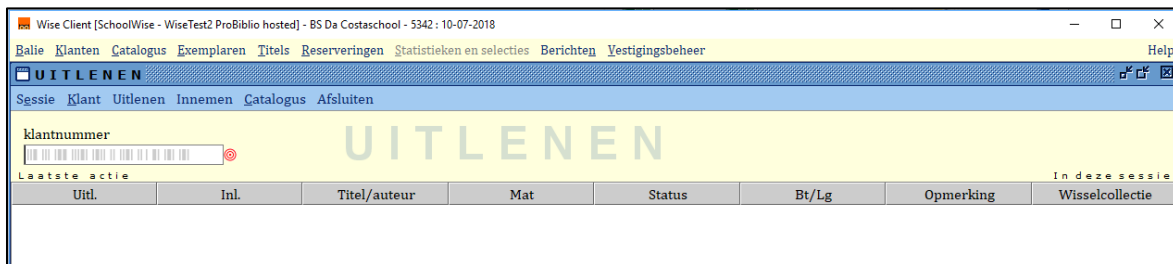 Wise Client [SchoolWise - WiseTest2 ProBiblio hosted] - BS Da Costaschool - 5342 : 10-07-2018
Balie Klanten Catalogus Exemplaren Titels Reserveringen Statistieken en selecties Berichten Vestigingsbeheer Help
UITLENEN
Sessie Klant Uitlenen Innemen Catalogus Afsluiten
klantnummer
UITLENEN
Laatste actie In deze sessie
Uitl. Inl. Titel/auteur Mat Status Bt/Lg Opmerking Wisselcollectie